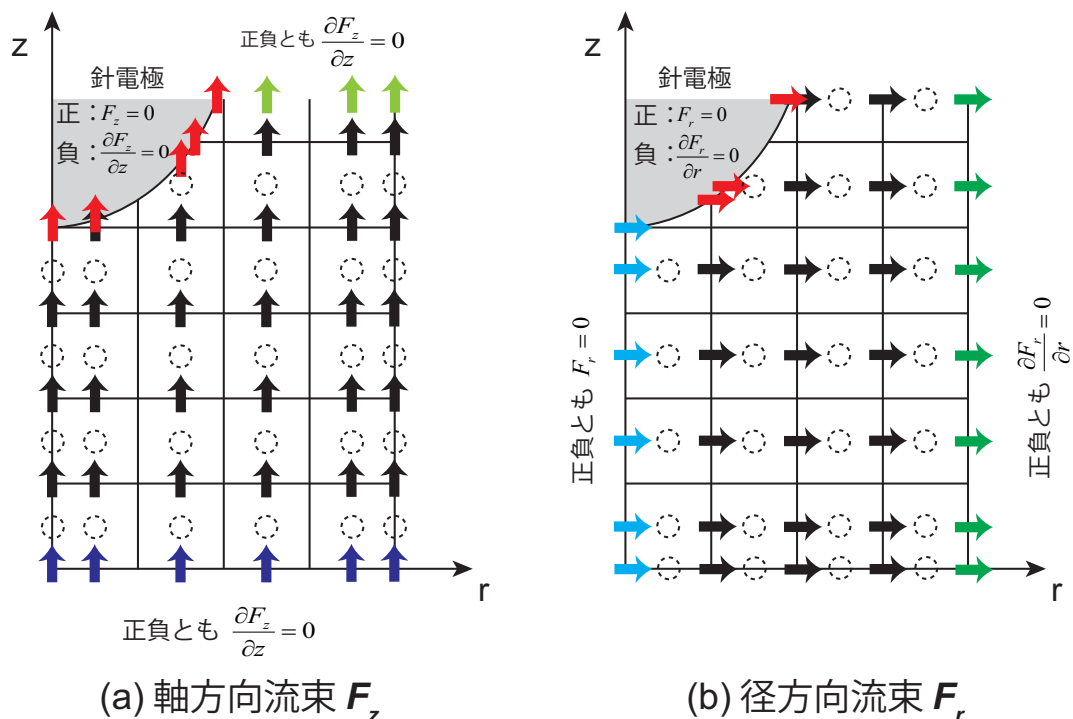 z
正負とも ∂F_z/∂z = 0
針電極
正：F_z = 0
負：∂F_z/∂z = 0
r
正負とも ∂F_z/∂z = 0
(a) 軸方向流束 F_z
z
針電極
正：F_r = 0
負：∂F_r/∂r = 0
正負とも F_r = 0
正負とも ∂F_r/∂r = 0
r
(b) 径方向流束 F_r